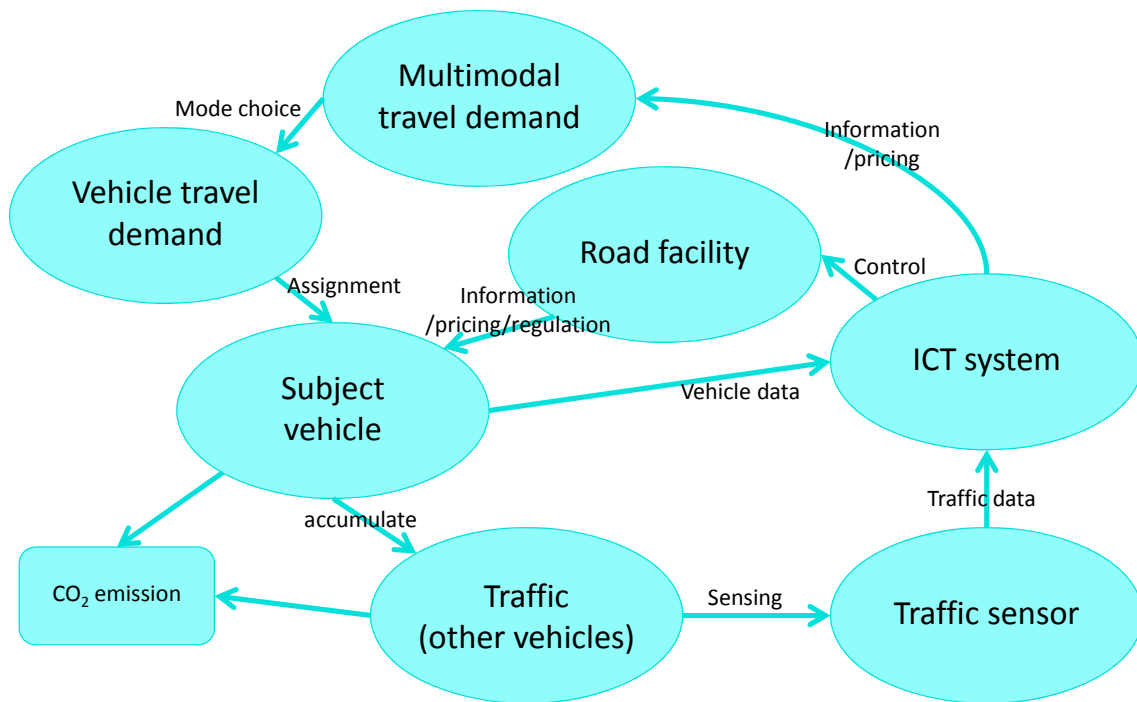 Multimodal
travel demand
Mode choice
Information
/pricing
Vehicle travel
demand
Road facility
Control
Assignment
Information
/pricing/regulation
ICT system
Subject
vehicle
Vehicle data
Traffic data
accumulate
CO₂ emission
Traffic
(other vehicles)
Sensing
Traffic sensor